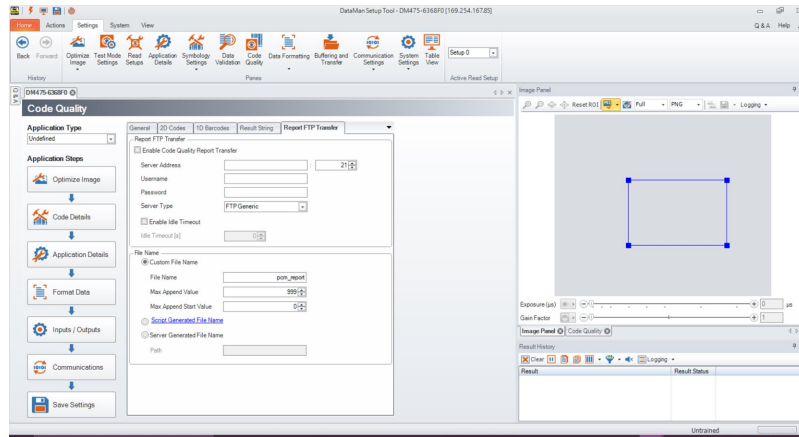 DataMan Setup Tool - DM475-6368F0 [169.254.167.85]
Home Actions Settings System View Q & A Help
Back Forward Optimize Image Test Mode Settings Read Setups Application Details Symbology Settings Data Validation Code Quality Data Formatting Buffering and Transfer Communication Settings System Settings Table View Setup 0
History Panes Active Read Setup
DM475-6368F0
Code Quality
Application Type
Undefined
Application Steps
Optimize Image
Code Details
Application Details
Format Data
Inputs / Outputs
Communications
Save Settings
General 2D Codes 1D Barcodes Result String Report FTP Transfer
Report FTP Transfer
Enable Code Quality Report Transfer
Server Address : 21
Username
Password
Server Type FTP Generic
Enable Idle Timeout
Idle Timeout [s] 0
File Name
Custom File Name
File Name pcm_report
Max Append Value 999
Max Append Start Value 0
Script Generated File Name
Server Generated File Name
Path
Image Panel
Reset ROI Full PNG Logging
Exposure (µs) 0 µs
Gain Factor 1
Image Panel Code Quality
Result History
Clear Logging
Result Result Status
Untrained